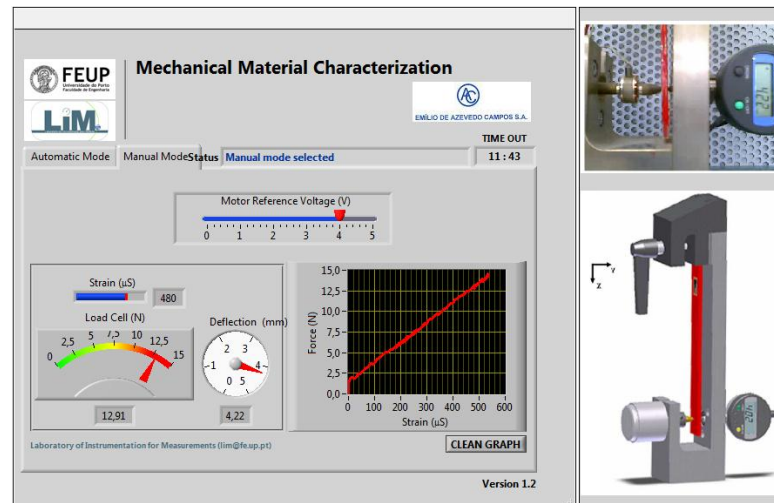 FEUP
Universidade do Porto
Faculdade de Engenharia
LiM
Mechanical Material Characterization
AC
EMÍLIO DE AZEVEDO CAMPOS S.A.
TIME OUT
Automatic Mode
Manual Mode
Status
Manual mode selected
11 : 43
Motor Reference Voltage (V)
0 1 2 3 4 5
Strain (µS)
480
Load Cell (N)
0 2,5 5 7,5 10 12,5 15
12,91
Deflection (mm)
0 1 2 3 4 5
4,22
Force (N)
15,0
12,5
10,0
7,5
5,0
2,5
0,0
0 100 200 300 400 500 600
Strain (µS)
CLEAN GRAPH
Laboratory of Instrumentation for Measurements (lim@fe.up.pt)
Version 1.2
4.22
Y
X